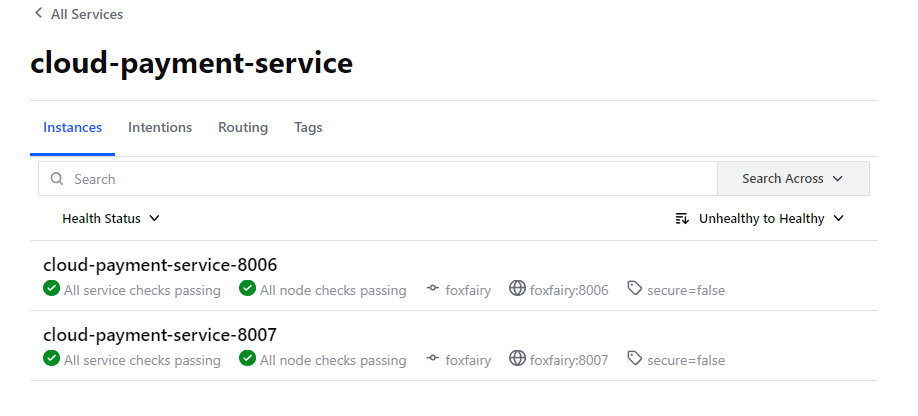 All Services
cloud-payment-service
Instances Intentions Routing Tags
Search Search Across
Health Status Unhealthy to Healthy
cloud-payment-service-8006
All service checks passing All node checks passing foxfairy foxfairy:8006 secure=false
cloud-payment-service-8007
All service checks passing All node checks passing foxfairy foxfairy:8007 secure=false